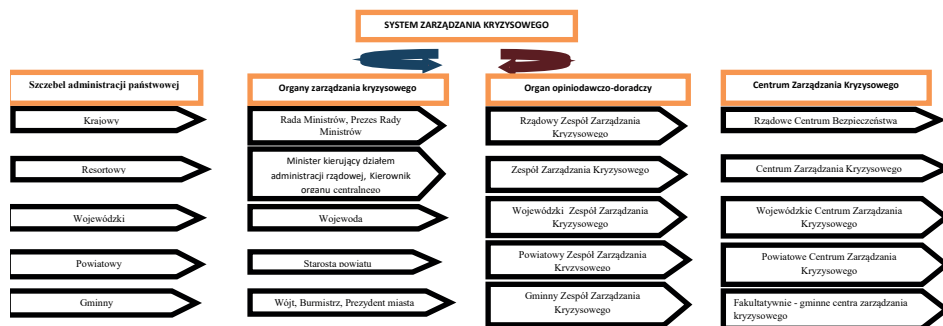 SYSTEM ZARZĄDZANIA KRYZYSOWEGO
Szczebel administracji państwowej
Organy zarządzania kryzysowego
Organ opiniodawczo-doradczy
Centrum Zarządzania Kryzysowego
Krajowy
Rada Ministrów, Prezes Rady
Ministrów
Rządowy Zespół Zarządzania
Kryzysowego
Rządowe Centrum Bezpieczeństwa
Resortowy
Minister kierujący działem
administracji rządowej, Kierownik
organu centralnego
Zespół Zarządzania Kryzysowego
Centrum Zarządzania Kryzysowego
Wojewódzki
Wojewoda
Wojewódzki Zespół Zarządzania
Kryzysowego
Wojewódzkie Centrum Zarządzania
Kryzysowego
Powiatowy
Starosta powiatu
Powiatowy Zespół Zarządzania
Kryzysowego
Powiatowe Centrum Zarządzania
Kryzysowego
Gminny
Wójt, Burmistrz, Prezydent miasta
Gminny Zespół Zarządzania
Kryzysowego
Fakultatywnie - gminne centra zarządzania
kryzysowego